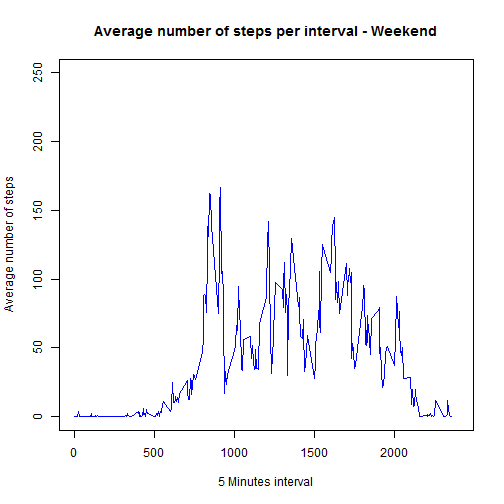 Average number of steps per interval - Weekend
Average number of steps
250
200
150
100
50
0
0 500 1000 1500 2000
5 Minutes interval